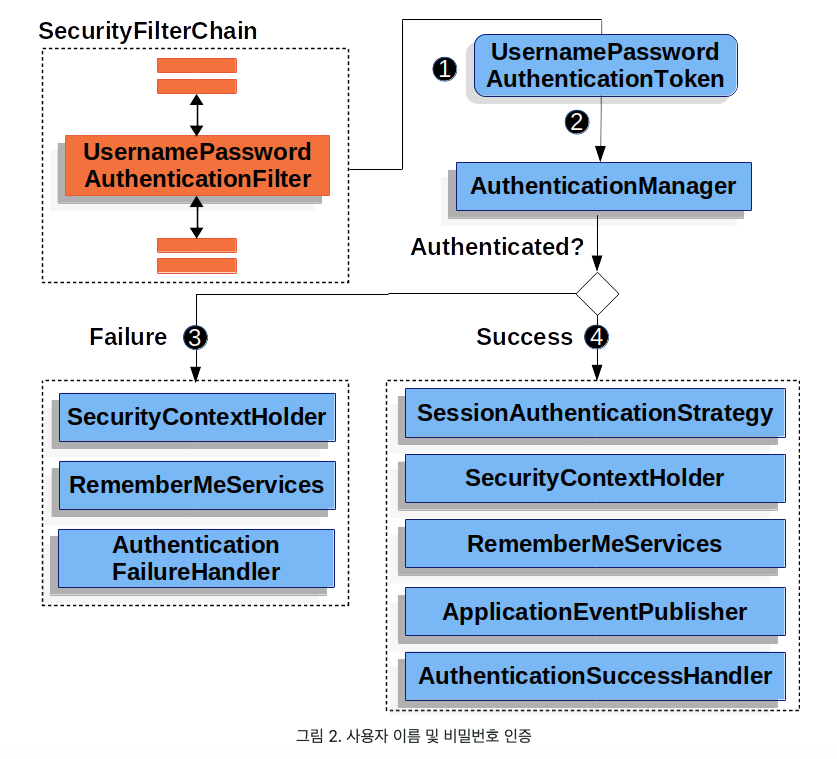 SecurityFilterChain
UsernamePassword
AuthenticationFilter
1
UsernamePassword
AuthenticationToken
2
AuthenticationManager
Authenticated?
Failure 3
Success 4
SecurityContextHolder
RememberMeServices
Authentication
FailureHandler
SessionAuthenticationStrategy
SecurityContextHolder
RememberMeServices
ApplicationEventPublisher
AuthenticationSuccessHandler
그림 2. 사용자 이름 및 비밀번호 인증